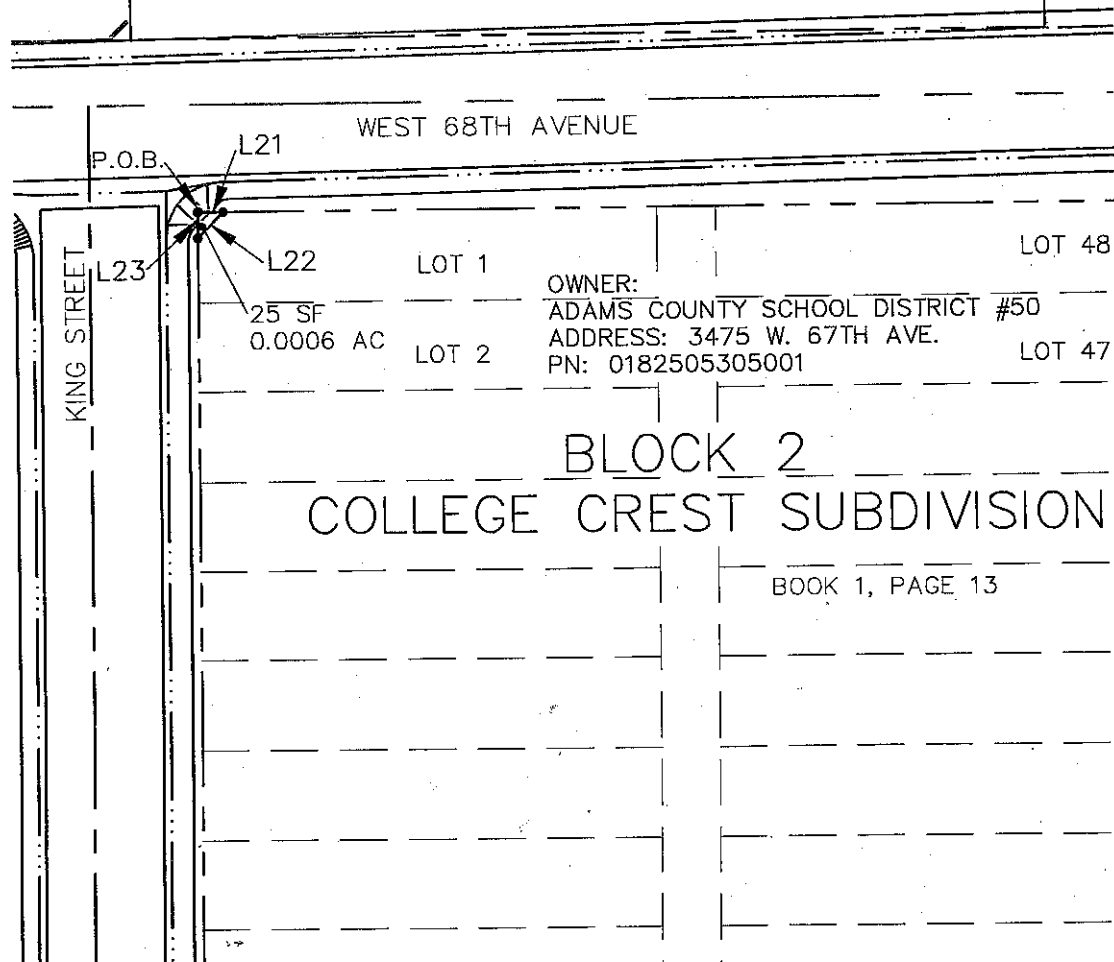 WEST 68TH AVENUE
P.O.B.
L21
L23
L22
25 SF
0.0006 AC
KING STREET
LOT 1
LOT 48
OWNER:
ADAMS COUNTY SCHOOL DISTRICT #50
ADDRESS: 3475 W. 67TH AVE.
PN: 0182505305001
LOT 2
LOT 47
BLOCK 2
COLLEGE CREST SUBDIVISION
BOOK 1, PAGE 13